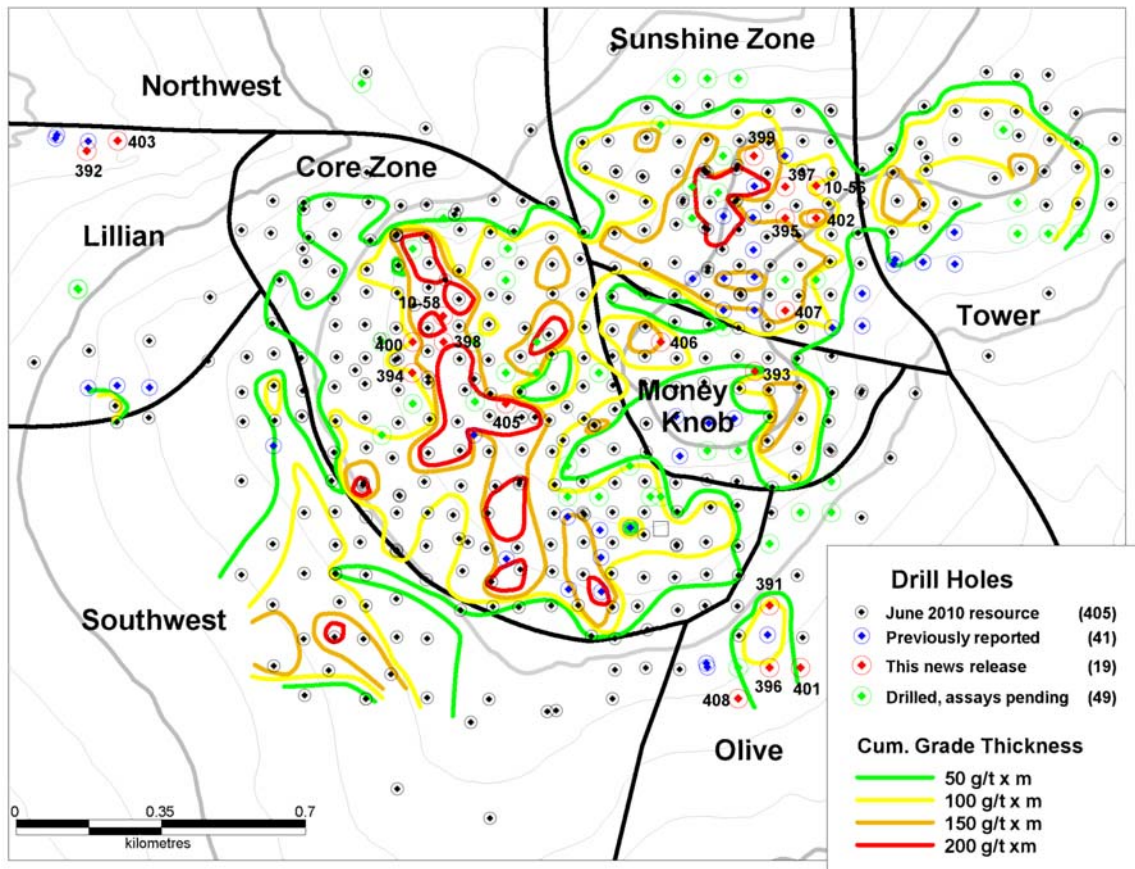 Sunshine Zone
Northwest
403
392
Core Zone
399
397
10-56
402
395
Lillian
10-58
407
Tower
400
398
406
394
393
Money
Knob
405
391
Southwest
408
396
401
Olive
0
0.35
0.7
kilometres
Drill Holes
June 2010 resource (405)
Previously reported (41)
This news release (19)
Drilled, assays pending (49)
Cum. Grade Thickness
50 g/t x m
100 g/t x m
150 g/t x m
200 g/t xm